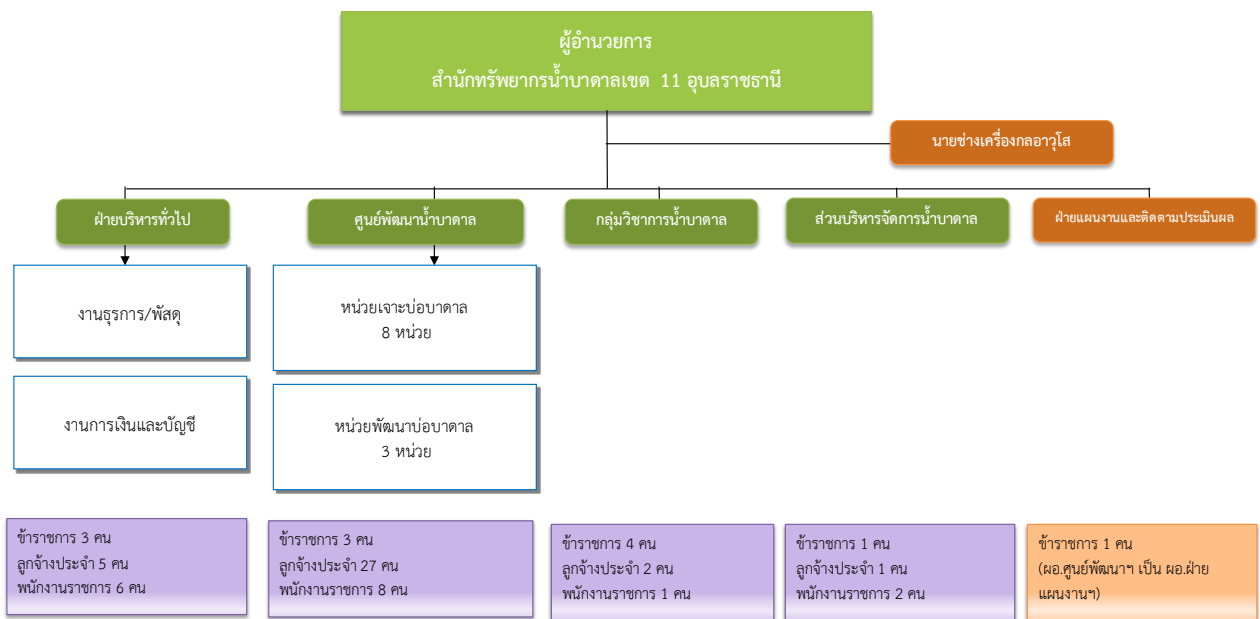 ผู้อำนวยการ
สำนักทรัพยากรน้ำบาดาลเขต 11 อุบลราชธานี
นายช่างเครื่องกลอาวุโส
ฝ่ายบริหารทั่วไป
ศูนย์พัฒนาน้ำบาดาล
กลุ่มวิชาการน้ำบาดาล
ส่วนบริหารจัดการน้ำบาดาล
ฝ่ายแผนงานและติดตามประเมินผล
งานธุรการ/พัสดุ
หน่วยเจาะบ่อบาดาล
8 หน่วย
งานการเงินและบัญชี
หน่วยพัฒนาบ่อบาดาล
3 หน่วย
ข้าราชการ 3 คน
ลูกจ้างประจำ 5 คน
พนักงานราชการ 6 คน
ข้าราชการ 3 คน
ลูกจ้างประจำ 27 คน
พนักงานราชการ 8 คน
ข้าราชการ 4 คน
ลูกจ้างประจำ 2 คน
พนักงานราชการ 1 คน
ข้าราชการ 1 คน
ลูกจ้างประจำ 1 คน
พนักงานราชการ 2 คน
ข้าราชการ 1 คน
(ผอ.ศูนย์พัฒนาฯ เป็น ผอ.ฝ่าย
แผนงานฯ)